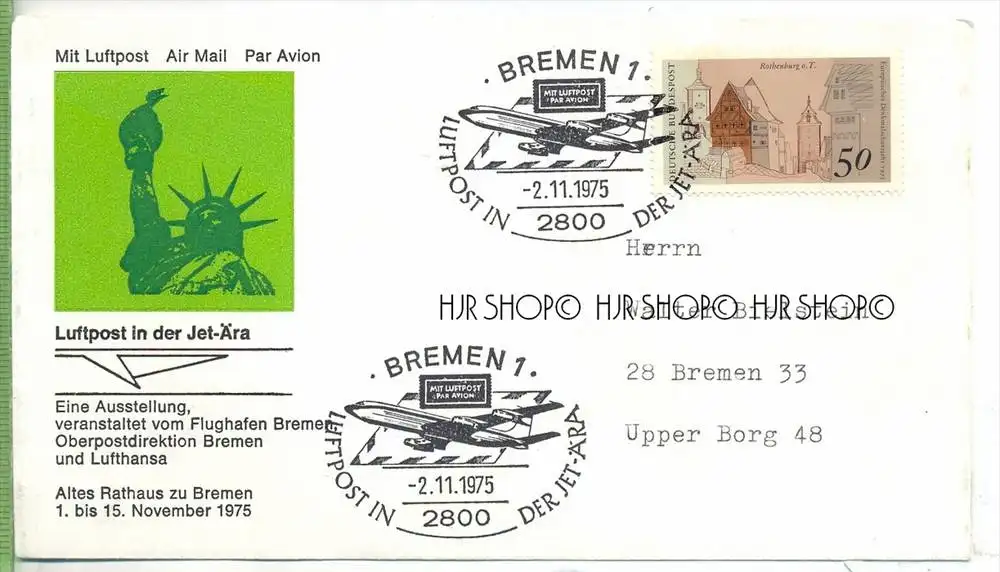 Mit Luftpost Air Mail Par Avion
Luftpost in der Jet-Ära
Eine Ausstellung,
veranstaltet vom Flughafen Bremen
Oberpostdirektion Bremen
und Lufthansa
Altes Rathaus zu Bremen
1. bis 15. November 1975
· BREMEN 1 ·
MIT LUFTPOST
PAR AVION
LUFTPOST IN DER JET-ÄRA
-2.11.1975
2800
DEUTSCHE BUNDESPOST
Rothenburg o. T.
Europäisches Denkmalschutzjahr 1975
50
Herrn
Walter
28 Bremen 33
Upper Borg 48
HJR SHOP© HJR SHOP© HJR SHOP©
· BREMEN 1 ·
MIT LUFTPOST
PAR AVION
LUFTPOST IN DER JET-ÄRA
-2.11.1975
2800